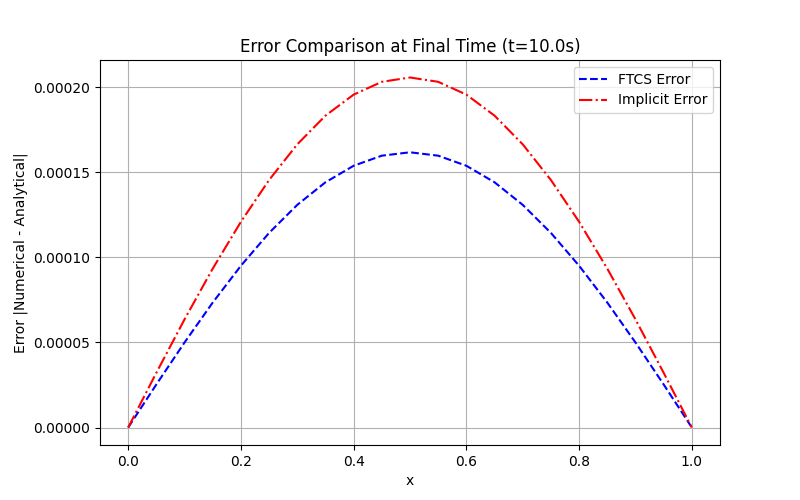 Error Comparison at Final Time (t=10.0s)
FTCS Error
Implicit Error
Error |Numerical - Analytical|
0.00020
0.00015
0.00010
0.00005
0.00000
0.0 0.2 0.4 0.6 0.8 1.0
x